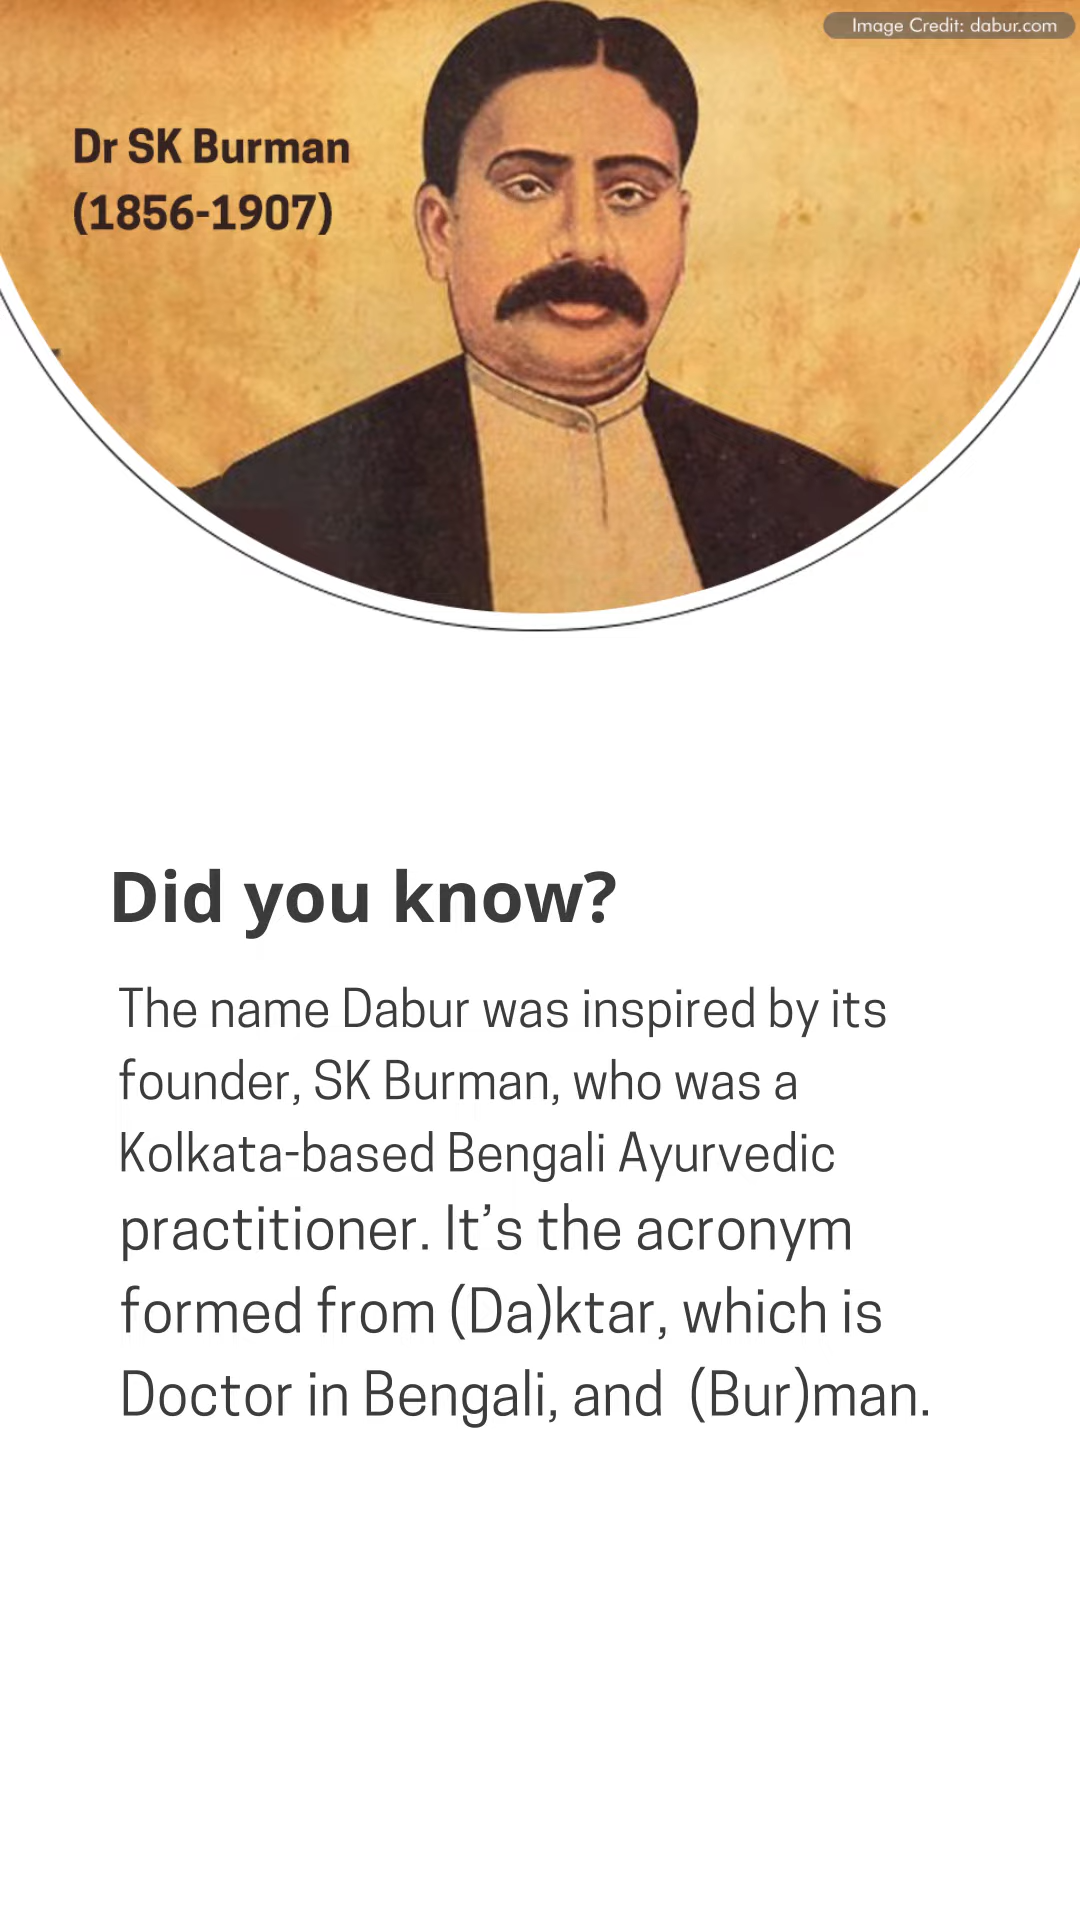 Image Credit: dabur.com
Dr SK Burman
(1856-1907)
Did you know?
The name Dabur was inspired by its
founder, SK Burman, who was a
Kolkata-based Bengali Ayurvedic
practitioner. It’s the acronym
formed from (Da)ktar, which is
Doctor in Bengali, and  (Bur)man.